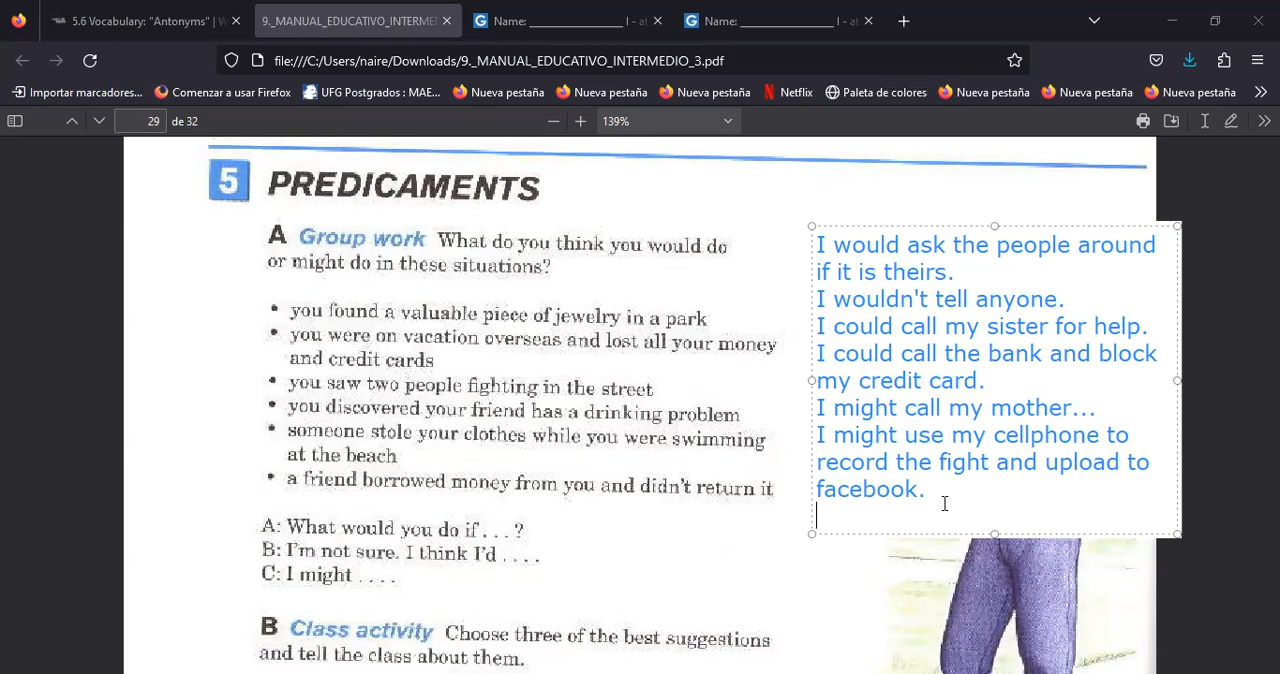 5.6 Vocabulary: "Antonyms" | W
9._MANUAL_EDUCATIVO_INTERME
Name: ______________ I - at
Name: ______________ I - at
file:///C:/Users/naire/Downloads/9._MANUAL_EDUCATIVO_INTERMEDIO_3.pdf
Importar marcadores... Comenzar a usar Firefox UFG Postgrados : MAE... Nueva pestaña Nueva pestaña Nueva pestaña Netflix Paleta de colores Nueva pestaña Nueva pestaña Nueva pestaña
29 de 32 139%
5 PREDICAMENTS
A Group work What do you think you would do
or might do in these situations?
• you found a valuable piece of jewelry in a park
• you were on vacation overseas and lost all your money
and credit cards
• you saw two people fighting in the street
• you discovered your friend has a drinking problem
• someone stole your clothes while you were swimming
at the beach
• a friend borrowed money from you and didn't return it
A: What would you do if . . . ?
B: I'm not sure. I think I'd . . . .
C: I might . . . .
B Class activity Choose three of the best suggestions
and tell the class about them.
I would ask the people around
if it is theirs.
I wouldn't tell anyone.
I could call my sister for help.
I could call the bank and block
my credit card.
I might call my mother...
I might use my cellphone to
record the fight and upload to
facebook.